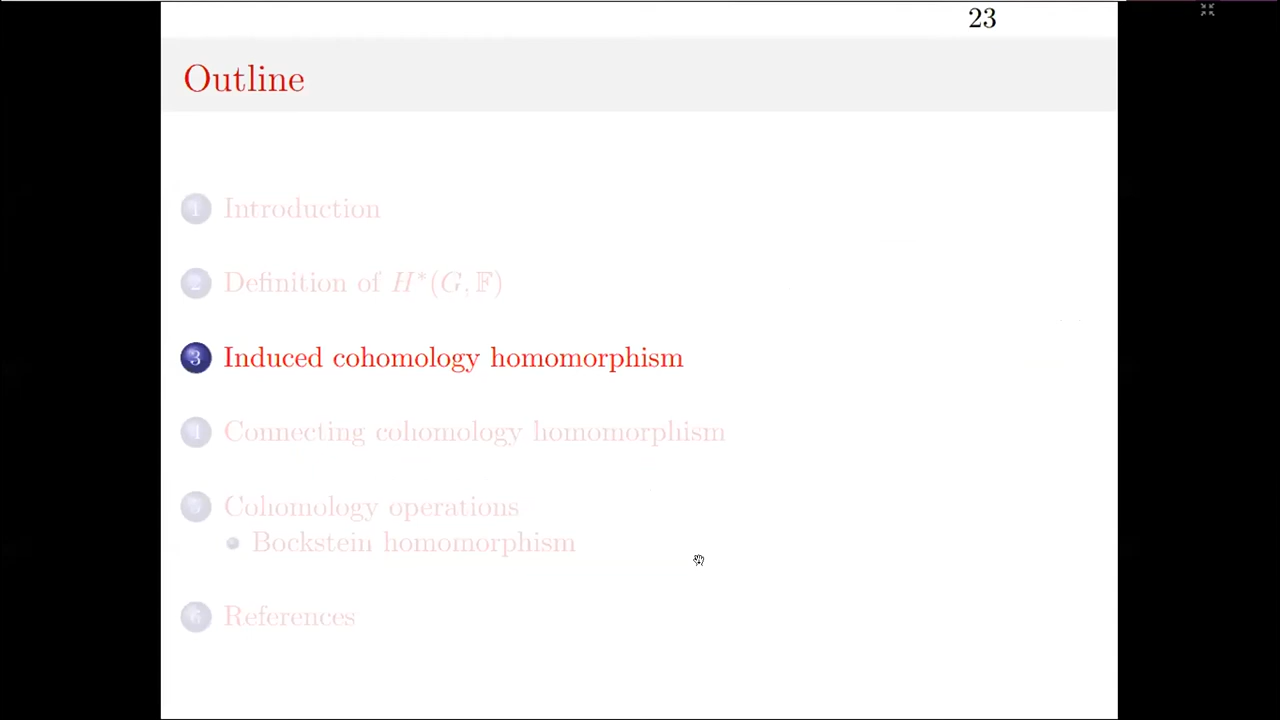 23
Outline
1 Introduction
2 Definition of H*(G, 𝔽)
3 Induced cohomology homomorphism
4 Connecting cohomology homomorphism
5 Cohomology operations
Bockstein homomorphism
6 References